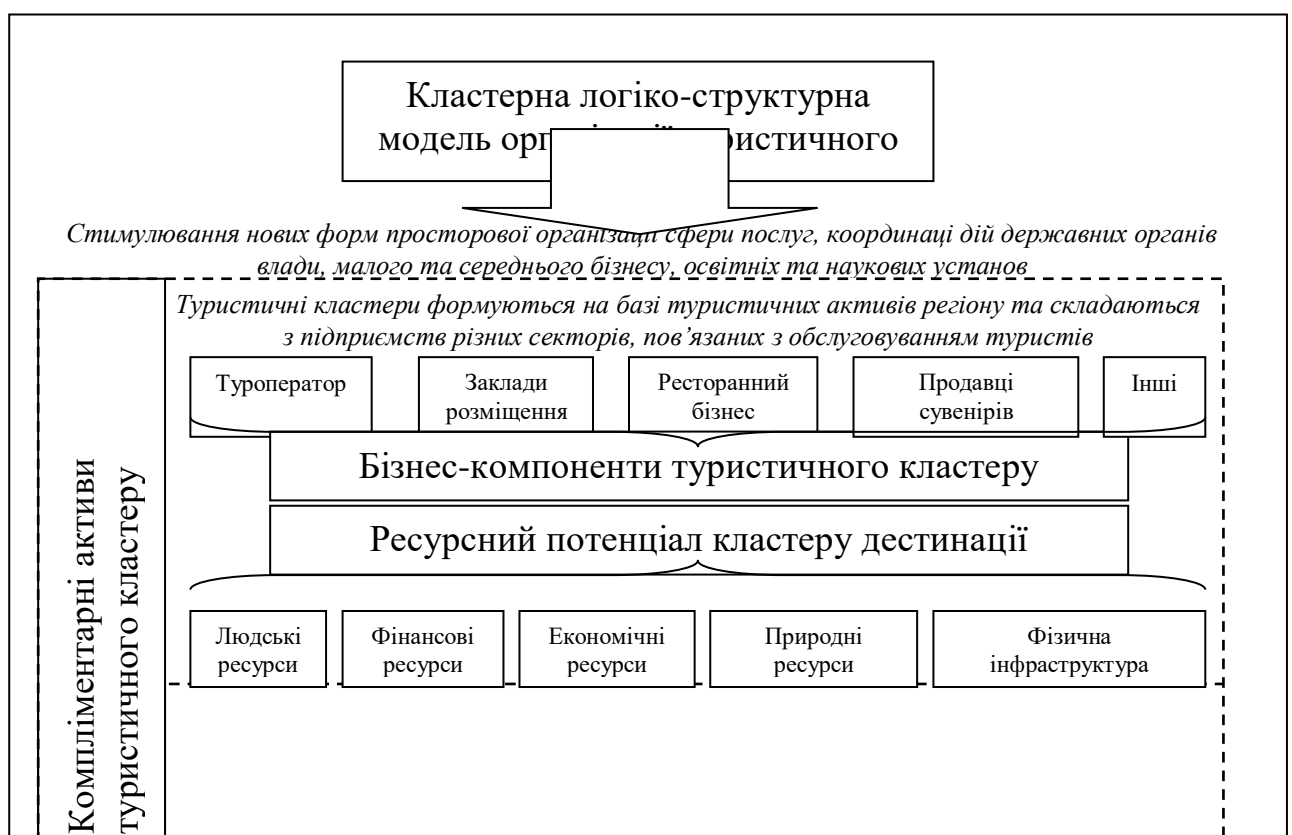 Кластерна логіко-структурна
модель ристичного
Стимулювання нових форм просторової організації сфери послуг, координаці дій державних органів
влади, малого та середнього бізнесу, освітніх та наукових установ
Туристичні кластери формуються на базі туристичних активів регіону та складаються
з підприємств різних секторів, пов’язаних з обслуговуванням туристів
Туроператор
Заклади
розміщення
Ресторанний
бізнес
Продавці
сувенірів
Інші
Бізнес-компоненти туристичного кластеру
Ресурсний потенціал кластеру дестинації
Людські
ресурси
Фінансові
ресурси
Економічні
ресурси
Природні
ресурси
Фізична
інфраструктура
Компліментарні активи
туристичного кластеру